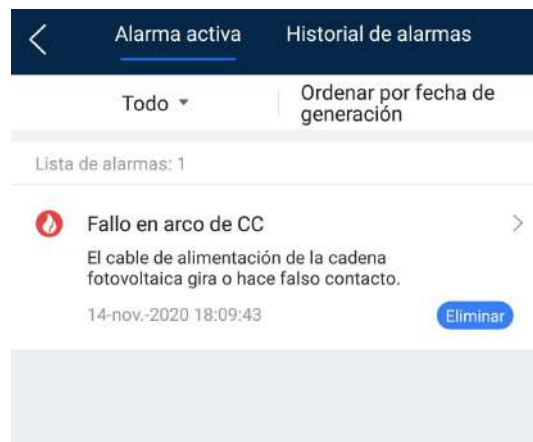 Alarma activa
Historial de alarmas
Todo
Ordenar por fecha de
generación
Lista de alarmas: 1
Fallo en arco de CC
El cable de alimentación de la cadena
fotovoltaica gira o hace falso contacto.
14-nov.-2020 18:09:43
Eliminar